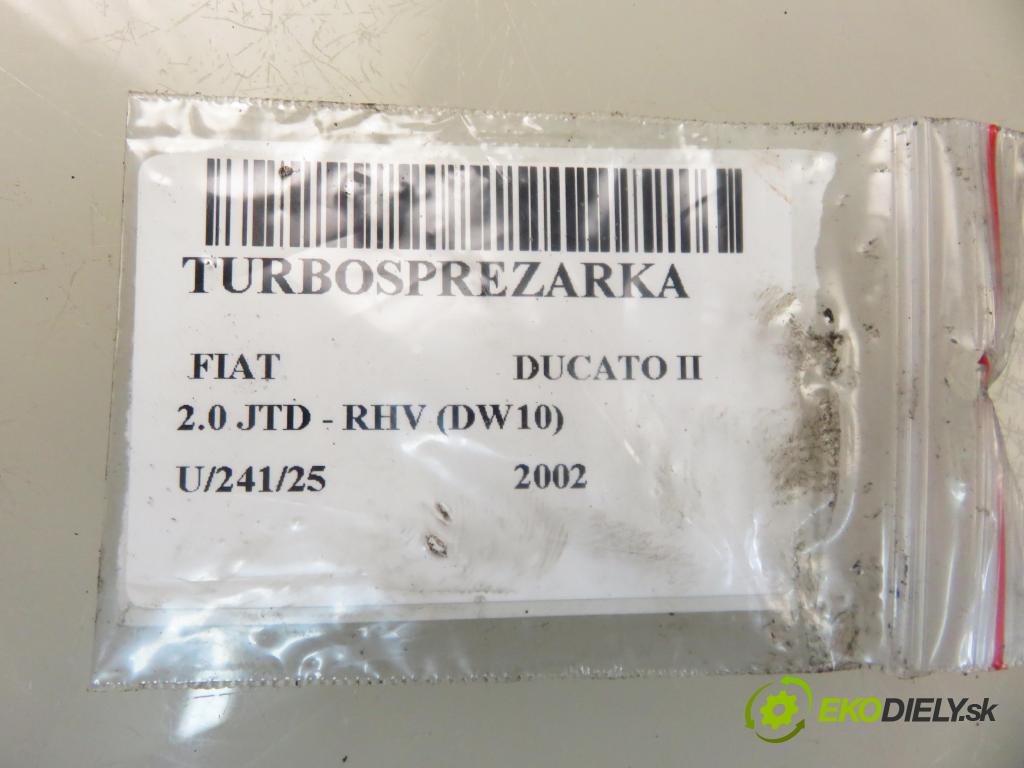 TURBOSPREZARKA
FIAT DUCATO II
2.0 JTD - RHV (DW10)
U/241/25 2002
EKODIELY.sk